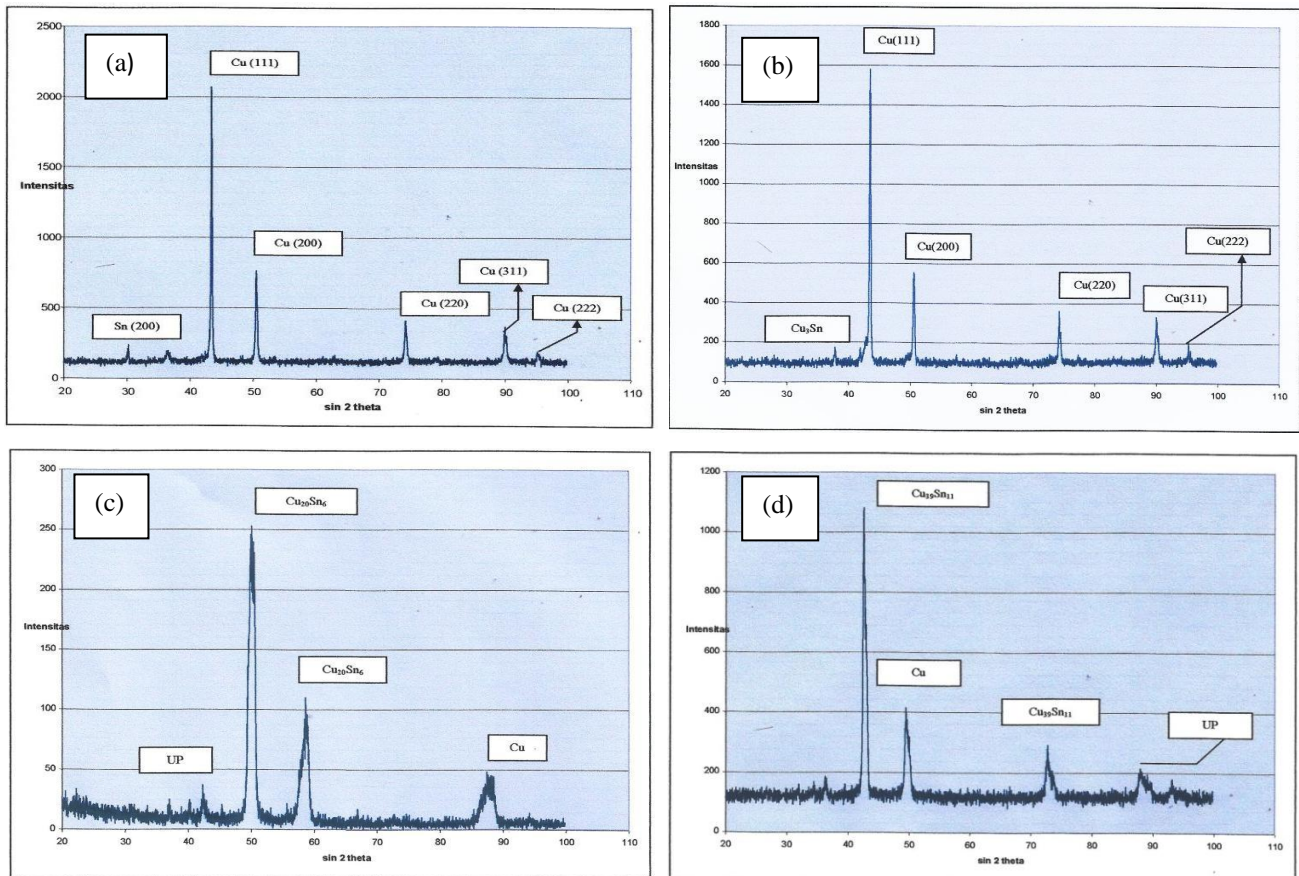 (a)
2500
2000
1500
1000
500
0
Intensitas
Cu (111)
Cu (200)
Cu (311)
Cu (220)
Cu (222)
Sn (200)
20 30 40 50 60 70 80 90 100 110
sin 2 theta
(b)
1800
1600
1400
1200
1000
800
600
400
200
0
Intensitas
Cu(111)
Cu(200)
Cu(222)
Cu(220)
Cu(311)
Cu₃Sn
20 30 40 50 60 70 80 90 100 110
sin 2 theta
(c)
300
250
200
150
100
50
0
Intensitas
Cu₂₀Sn₆
Cu₂₀Sn₆
UP
Cu
20 30 40 50 60 70 80 90 100 110
sin 2 theta
(d)
1200
1000
800
600
400
200
0
Intensitas
Cu₃₉Sn₁₁
Cu
Cu₃₉Sn₁₁
UP
20 30 40 50 60 70 80 90 100 110
sin 2 theta